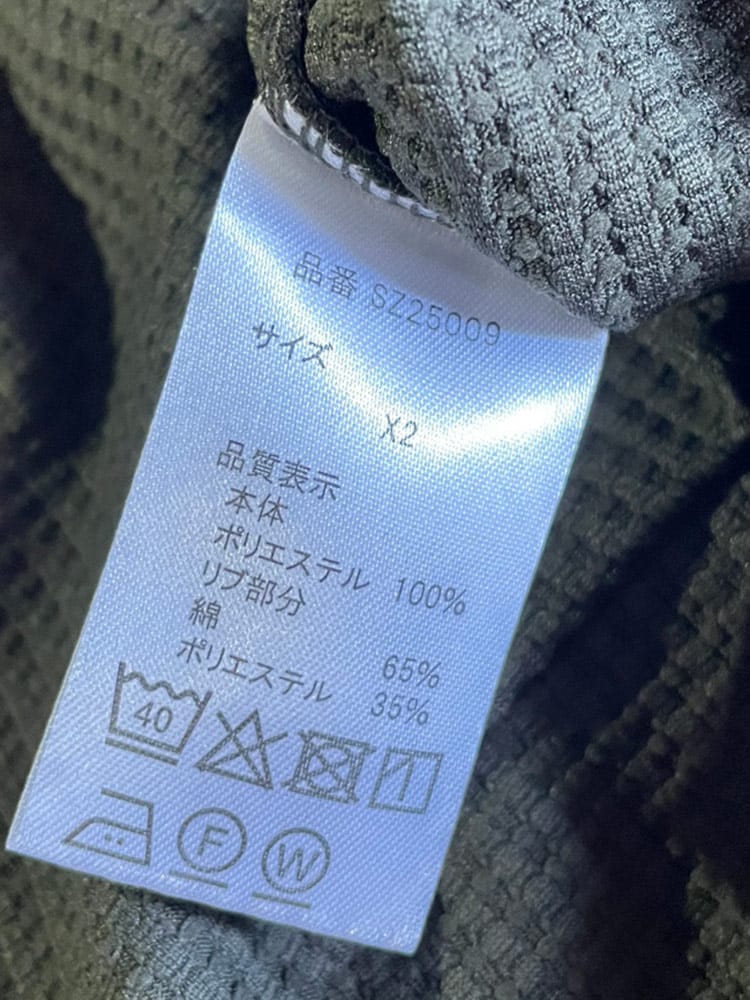 品番 SZ25009
サイズ
X2
品質表示
本体
ポリエステル 100%
リブ部分
綿 65%
ポリエステル 35%
40
F W